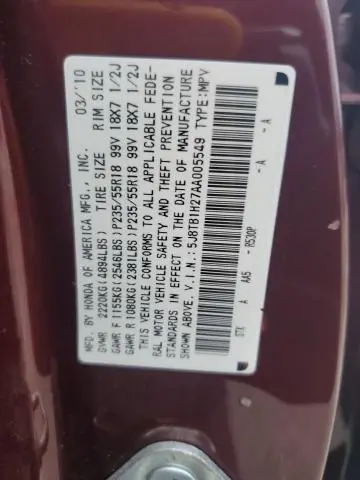 MFD. BY HONDA OF AMERICA MFG., INC. 03/'10
GVWR 2220KG(4894LBS) TIRE SIZE RIM SIZE
GAWR F 1155KG(2546LBS)P235/55R18 99V 18X7 1/2J
GAWR R 1080KG(2381LBS)P235/55R18 99V 18X7 1/2J
THIS VEHICLE CONFORMS TO ALL APPLICABLE FEDE-
RAL MOTOR VEHICLE SAFETY AND THEFT PREVENTION
STANDARDS IN EFFECT ON THE DATE OF MANUFACTURE
SHOWN ABOVE. V.I.N.:5J8TB1H27AA005549 TYPE:MPV
STX AA5 -R530P -A -A
A